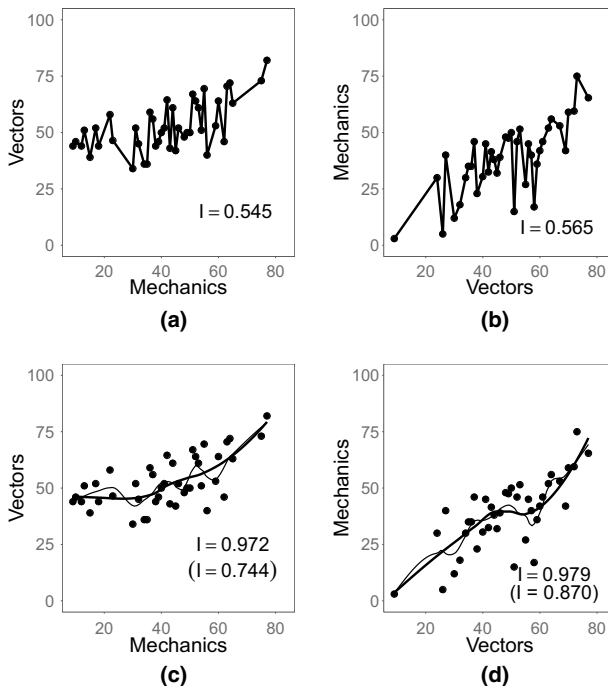 100
75
50
25
0
Vectors
I = 0.545
20 40 60 80
Mechanics
(a)
100
75
50
25
0
Mechanics
I = 0.565
20 40 60 80
Vectors
(b)
100
75
50
25
0
Vectors
I = 0.972
(I = 0.744)
20 40 60 80
Mechanics
(c)
100
75
50
25
0
Mechanics
I = 0.979
(I = 0.870)
20 40 60 80
Vectors
(d)